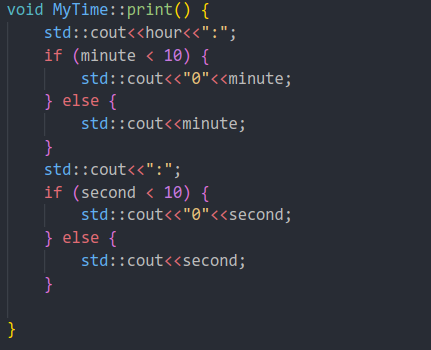 void MyTime::print() {
    std::cout<<hour<<":";
    if (minute < 10) {
        std::cout<<"0"<<minute;
    } else {
        std::cout<<minute;
    }
    std::cout<<":";
    if (second < 10) {
        std::cout<<"0"<<second;
    } else {
        std::cout<<second;
    }
}